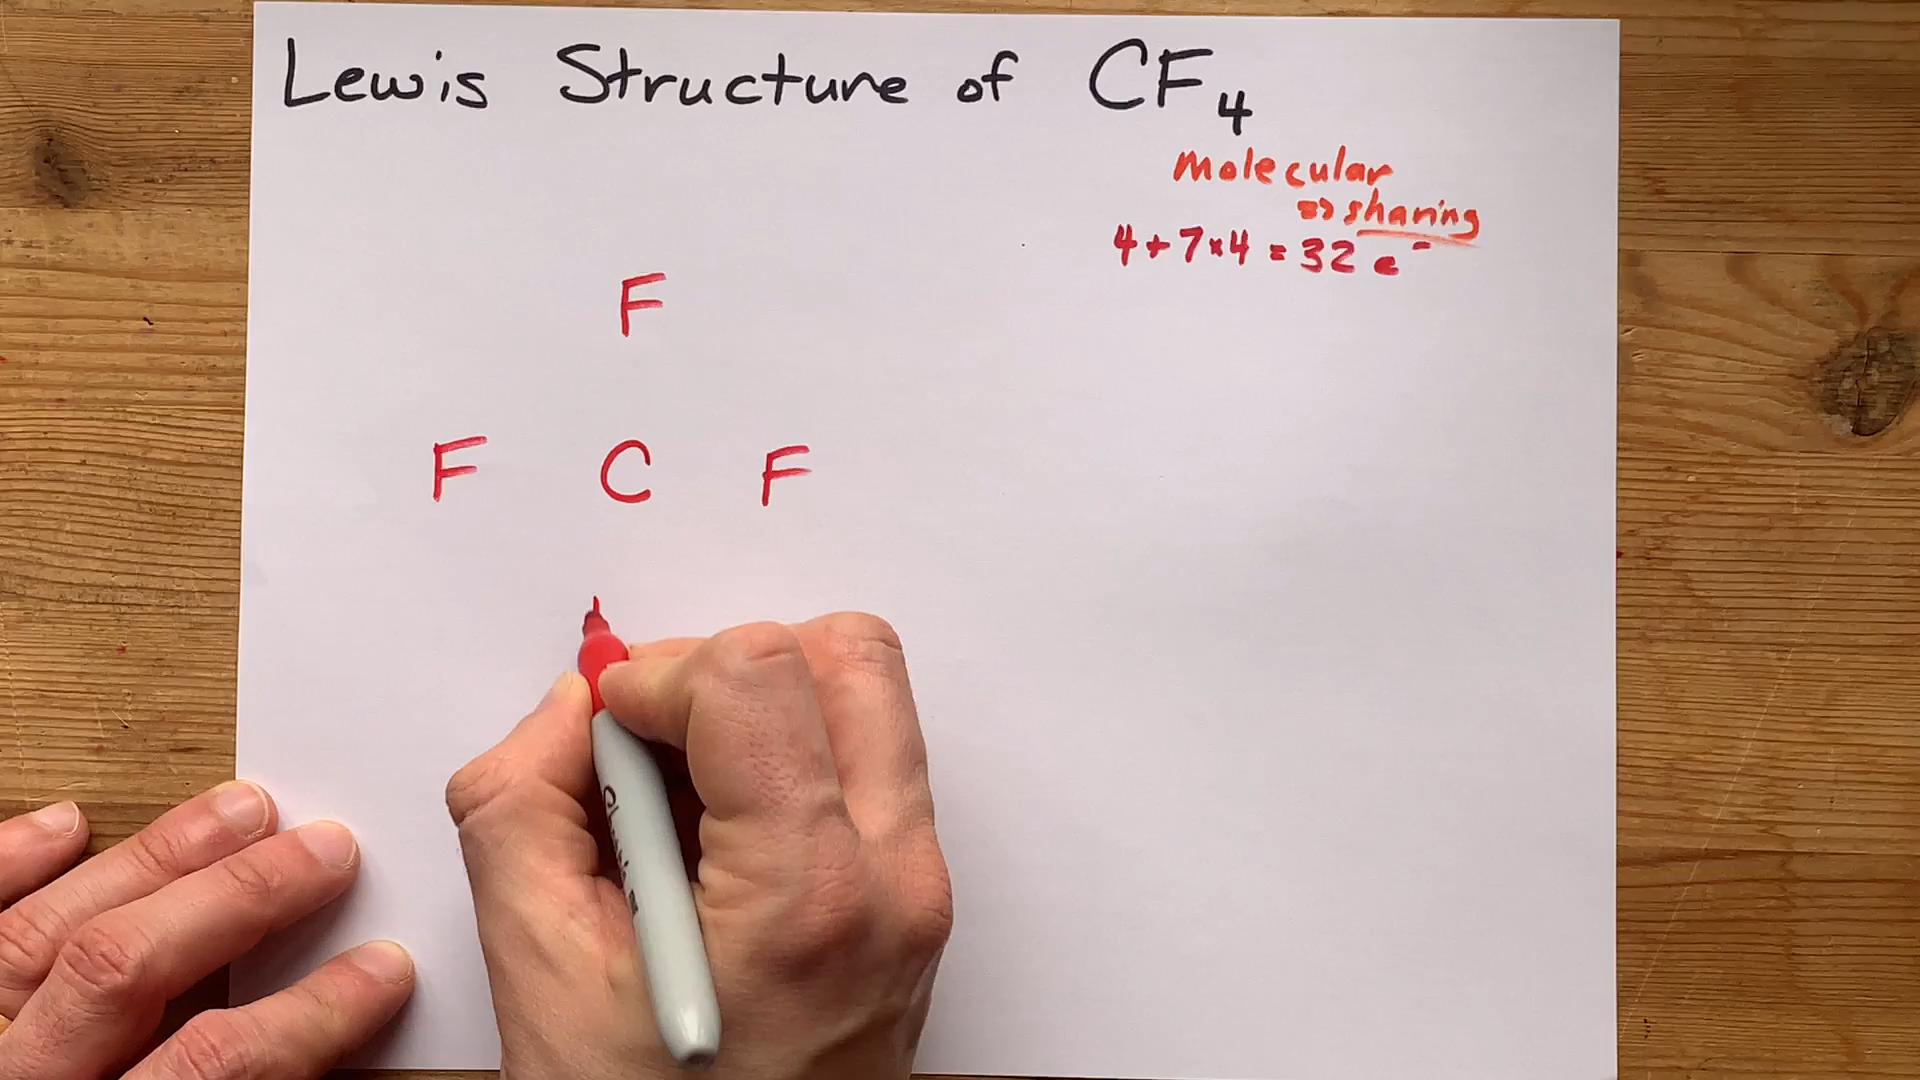 Lewis Structure of CF₄
molecular
⇒ sharing
4 + 7×4 = 32 e⁻
F
F C F